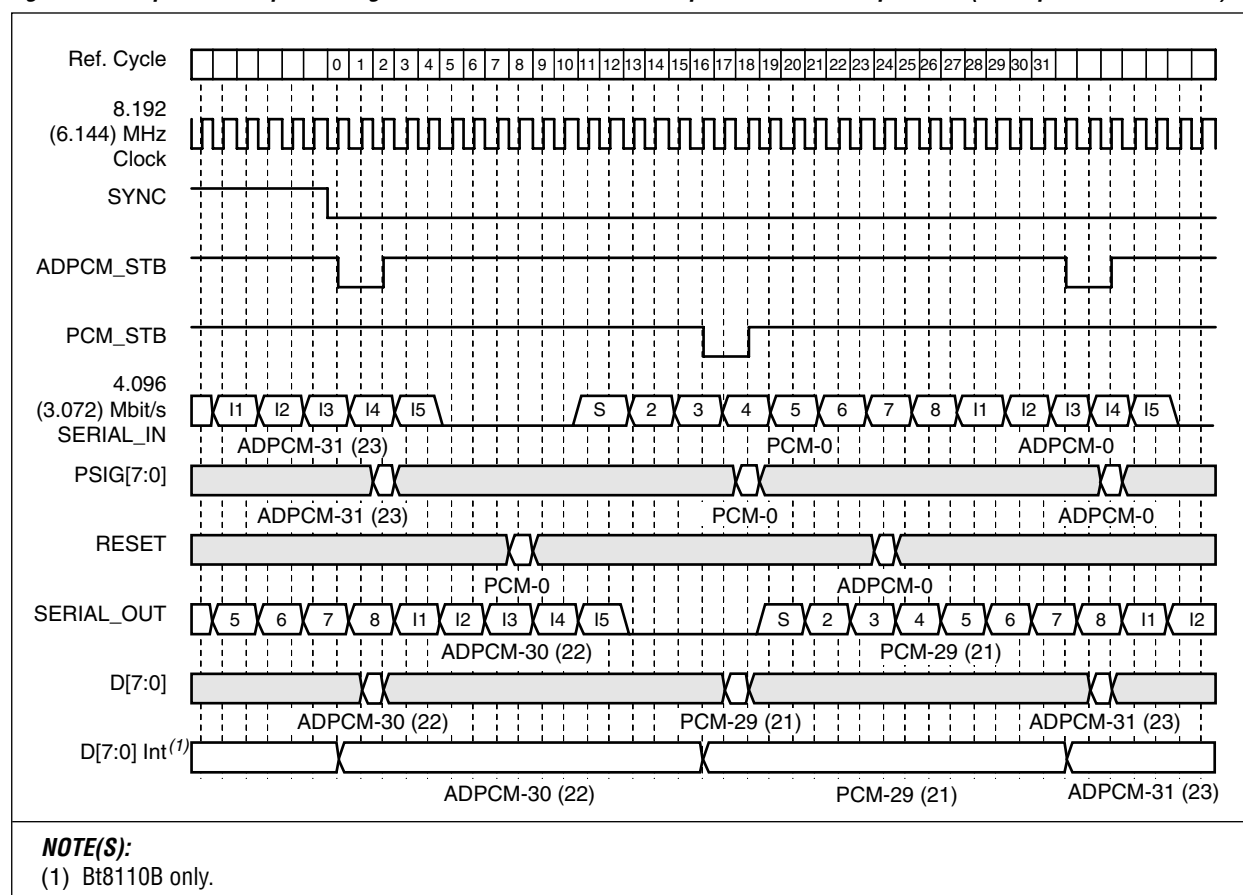 Ref. Cycle 0 1 2 3 4 5 6 7 8 9 10 11 12 13 14 15 16 17 18 19 20 21 22 23 24 25 26 27 28 29 30 31
8.192
(6.144) MHz
Clock
SYNC
ADPCM_STB
PCM_STB
4.096
(3.072) Mbit/s
SERIAL_IN
I1 I2 I3 I4 I5 S 2 3 4 5 6 7 8 I1 I2 I3 I4 I5
ADPCM-31 (23) PCM-0 ADPCM-0
PSIG[7:0]
ADPCM-31 (23) PCM-0 ADPCM-0
RESET
PCM-0 ADPCM-0
SERIAL_OUT 5 6 7 8 I1 I2 I3 I4 I5 S 2 3 4 5 6 7 8 I1 I2
ADPCM-30 (22) PCM-29 (21)
D[7:0]
ADPCM-30 (22) PCM-29 (21) ADPCM-31 (23)
D[7:0] Int(1)
ADPCM-30 (22) PCM-29 (21) ADPCM-31 (23)
NOTE(S):
(1) Bt8110B only.